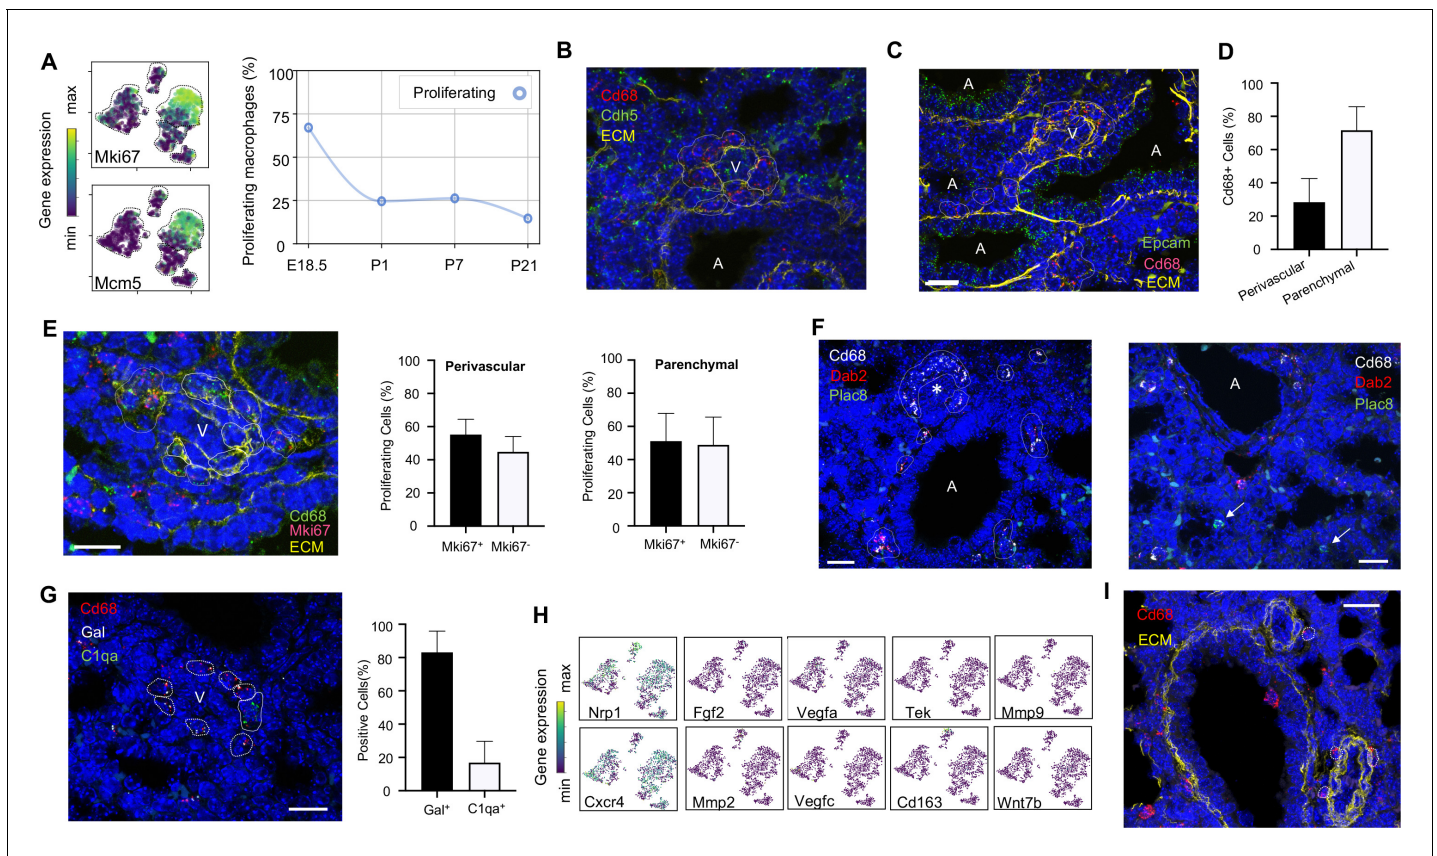 A
Gene expression
min
max
Mki67
Mcm5
Proliferating macrophages (%)
100
75
50
25
0
Proliferating
E18.5 P1 P7 P21
B
Cd68
Cdh5
ECM
V
A
C
A
V
A
A
A
Epcam
Cd68
ECM
D
Cd68+ Cells (%)
100
80
60
40
20
0
Perivascular
Parenchymal
E
V
Cd68
Mki67
ECM
Perivascular
Proliferating Cells (%)
100
80
60
40
20
0
Mki67⁺ Mki67⁻
Parenchymal
Proliferating Cells (%)
100
80
60
40
20
0
Mki67⁺ Mki67⁻
F
Cd68
Dab2
Plac8
*
A
Cd68
Dab2
Plac8
A
G
Cd68
Gal
C1qa
V
Positive Cells(%)
100
80
60
40
20
0
Gal⁺ C1qa⁺
H
Gene expression
min
max
Nrp1 Fgf2 Vegfa Tek Mmp9
Cxcr4 Mmp2 Vegfc Cd163 Wnt7b
I
Cd68
ECM